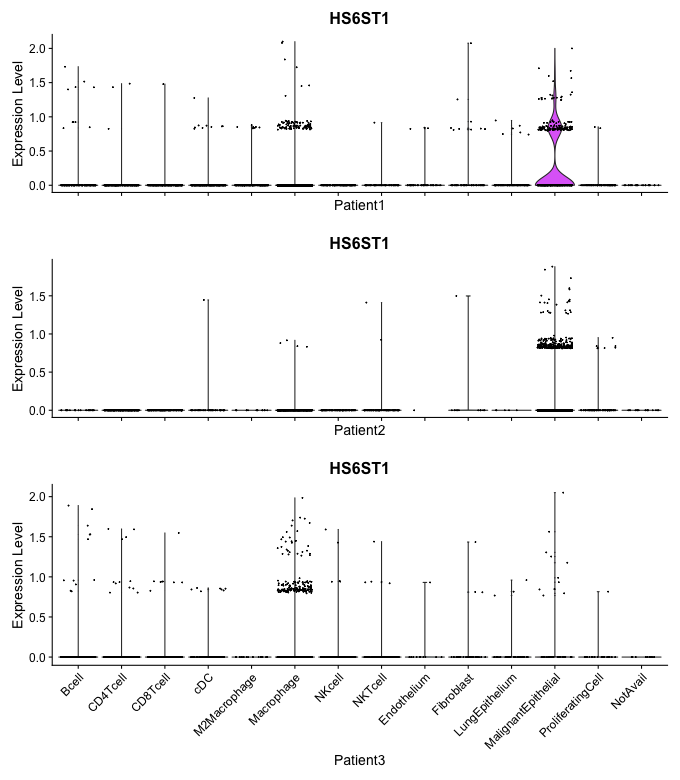 HS6ST1
Expression Level
2.0
1.5
1.0
0.5
0.0
Patient1
HS6ST1
Expression Level
1.5
1.0
0.5
0.0
Patient2
HS6ST1
Expression Level
2.0
1.5
1.0
0.5
0.0
Bcell
CD4Tcell
CD8Tcell
cDC
M2Macrophage
Macrophage
NKcell
NKTcell
Endothelium
Fibroblast
LungEpithelium
MalignantEpithelial
ProliferatingCell
NotAvail
Patient3